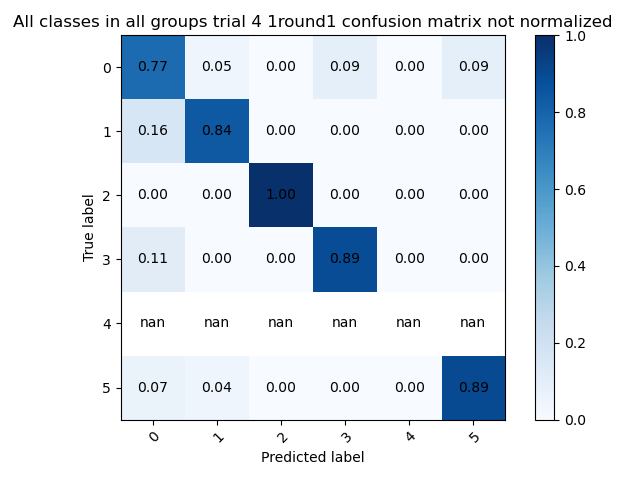 All classes in all groups trial 4 1round1 confusion matrix not normalized
0 0.77 0.05 0.00 0.09 0.00 0.09
1 0.16 0.84 0.00 0.00 0.00 0.00
2 0.00 0.00 1.00 0.00 0.00 0.00
3 0.11 0.00 0.00 0.89 0.00 0.00
4 nan nan nan nan nan nan
5 0.07 0.04 0.00 0.00 0.00 0.89
0 1 2 3 4 5
True label
Predicted label
1.0
0.8
0.6
0.4
0.2
0.0